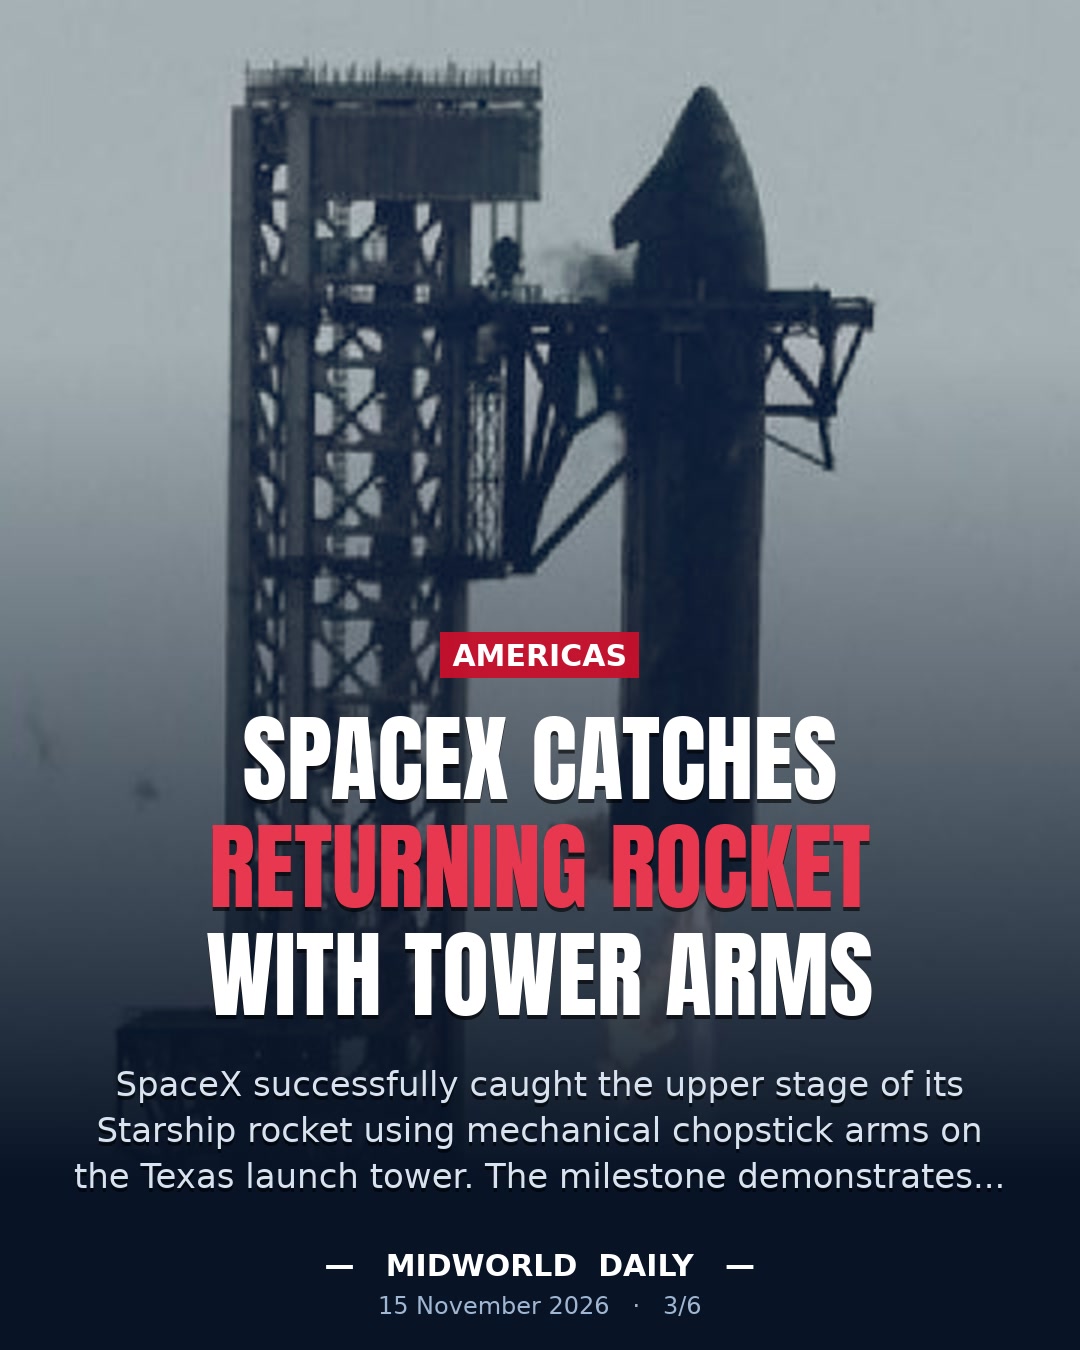 AMERICAS
SPACEX CATCHES
RETURNING ROCKET
WITH TOWER ARMS
SpaceX successfully caught the upper stage of its
Starship rocket using mechanical chopstick arms on
the Texas launch tower. The milestone demonstrates...
— MIDWORLD DAILY —
15 November 2026 · 3/6